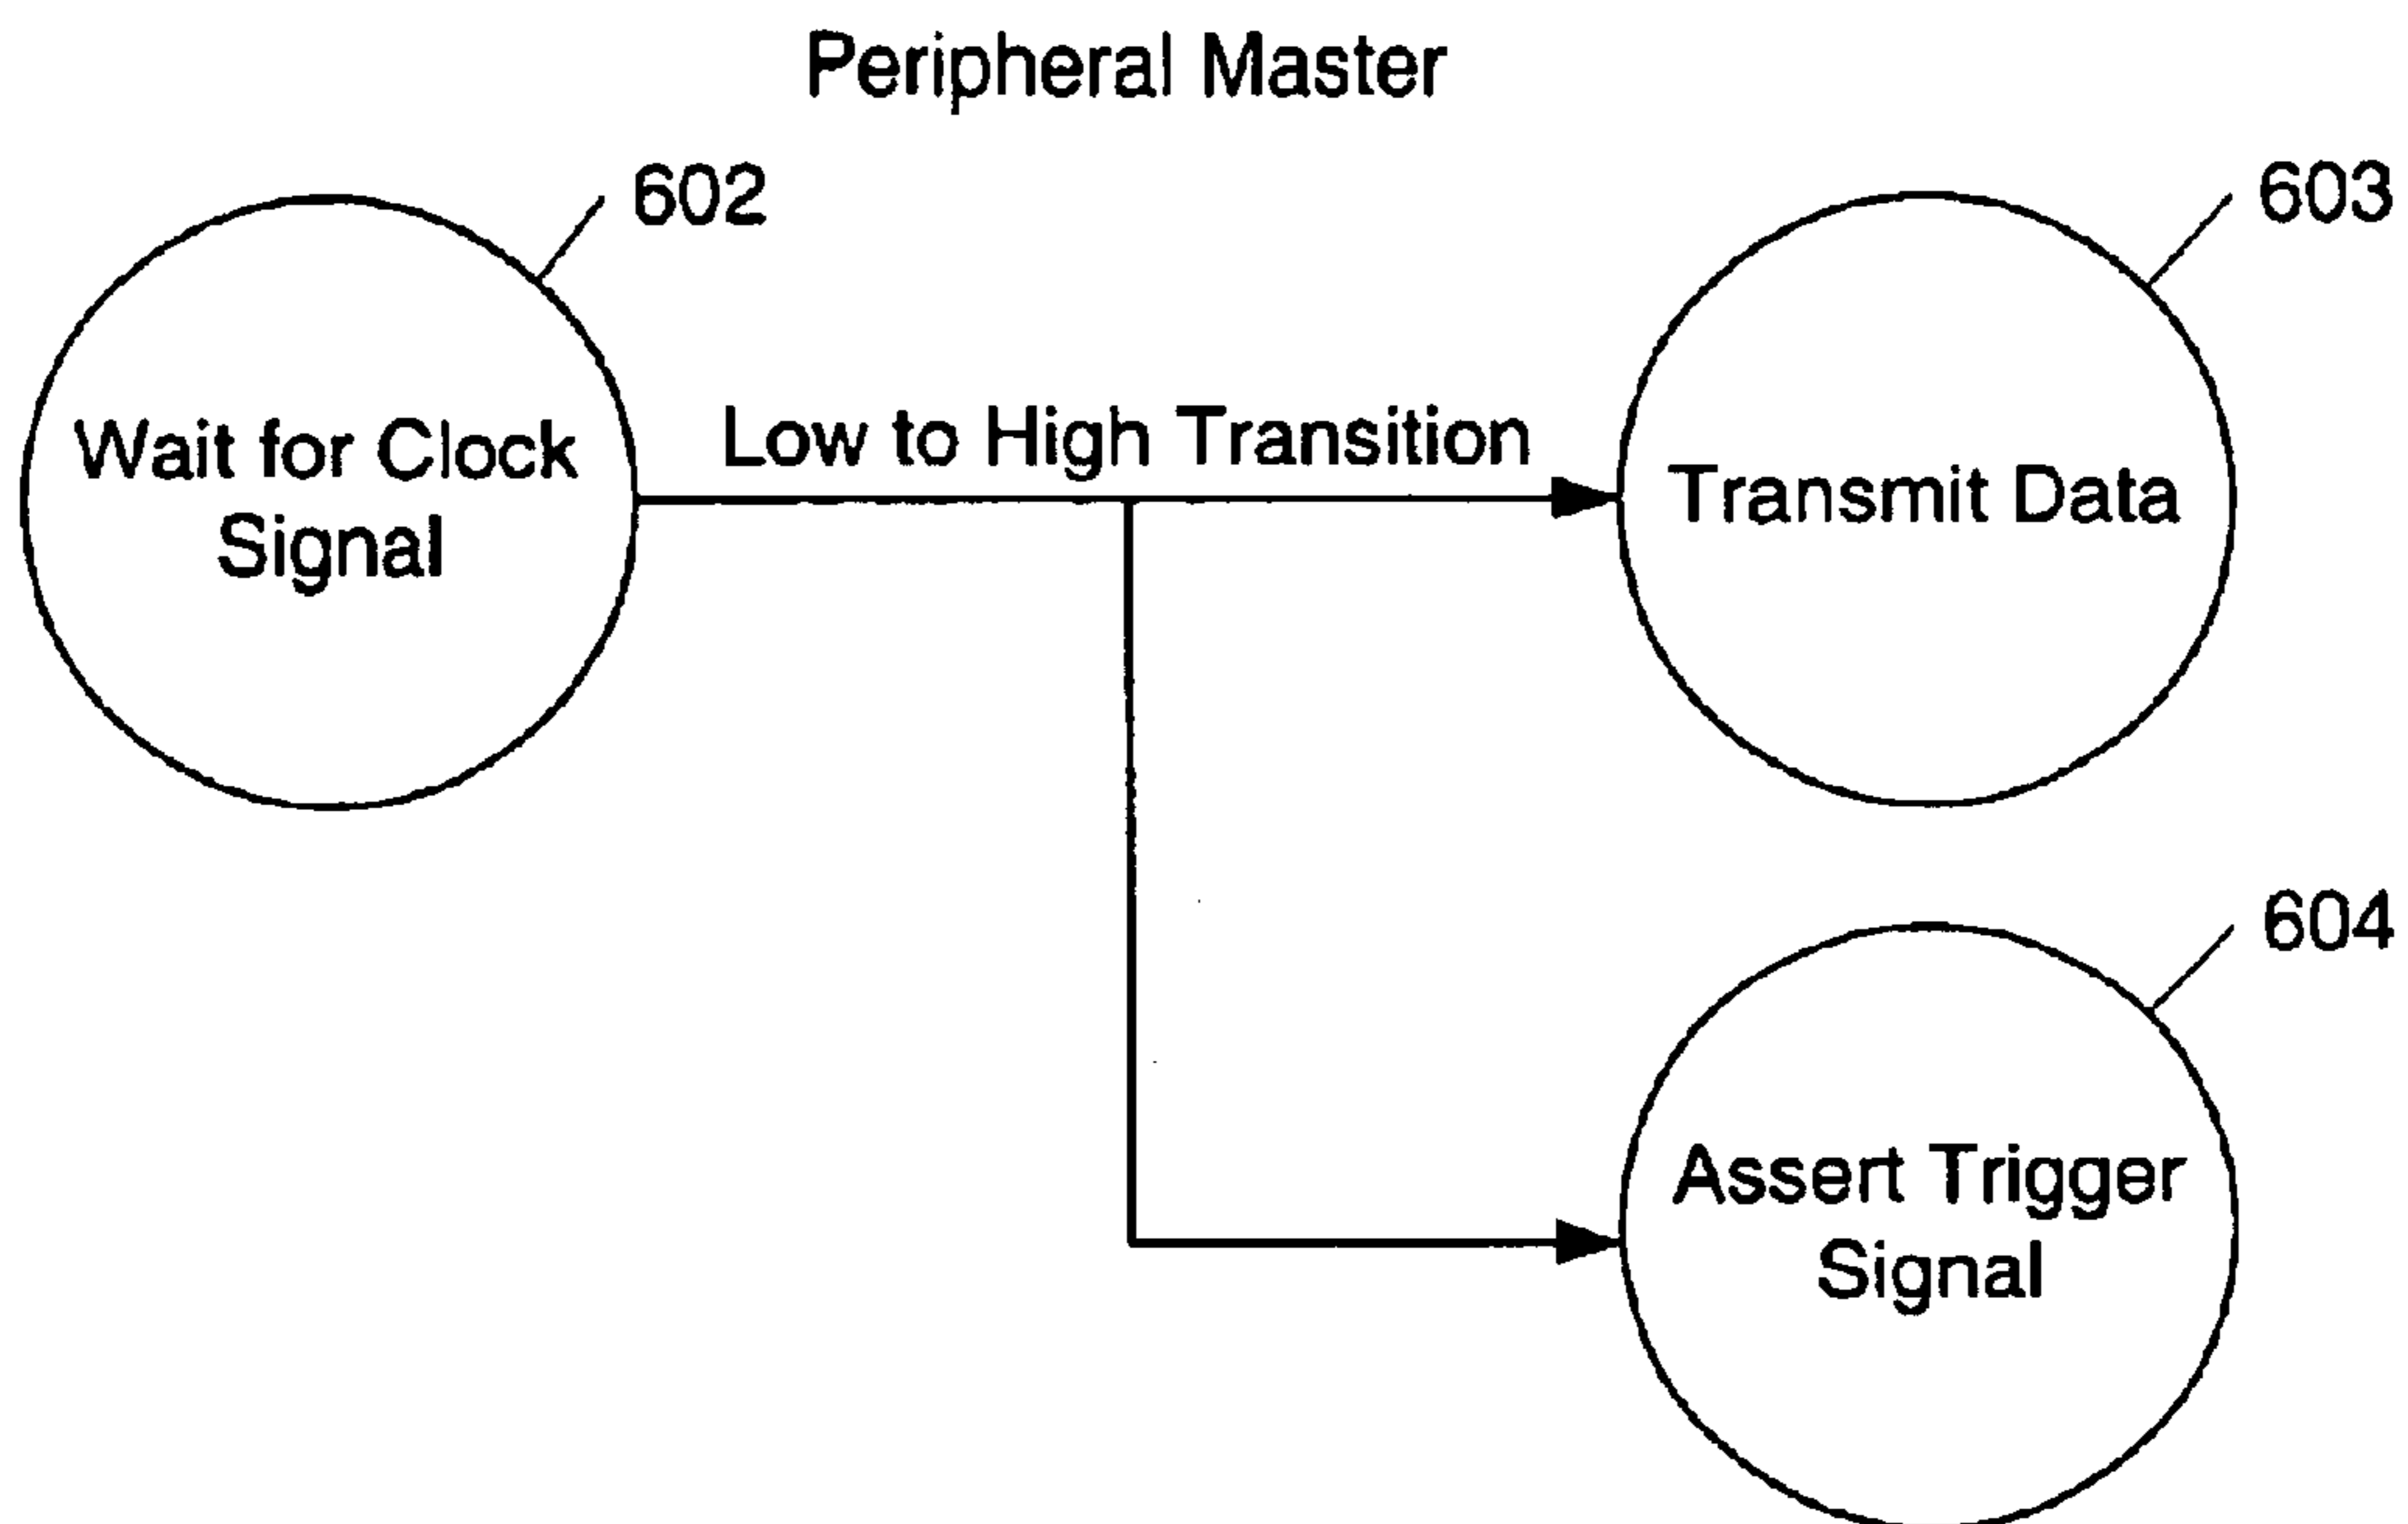 Peripheral Master
602
603
Wait for Clock
Signal
Low to High Transition
Transmit Data
604
Assert Trigger
Signal